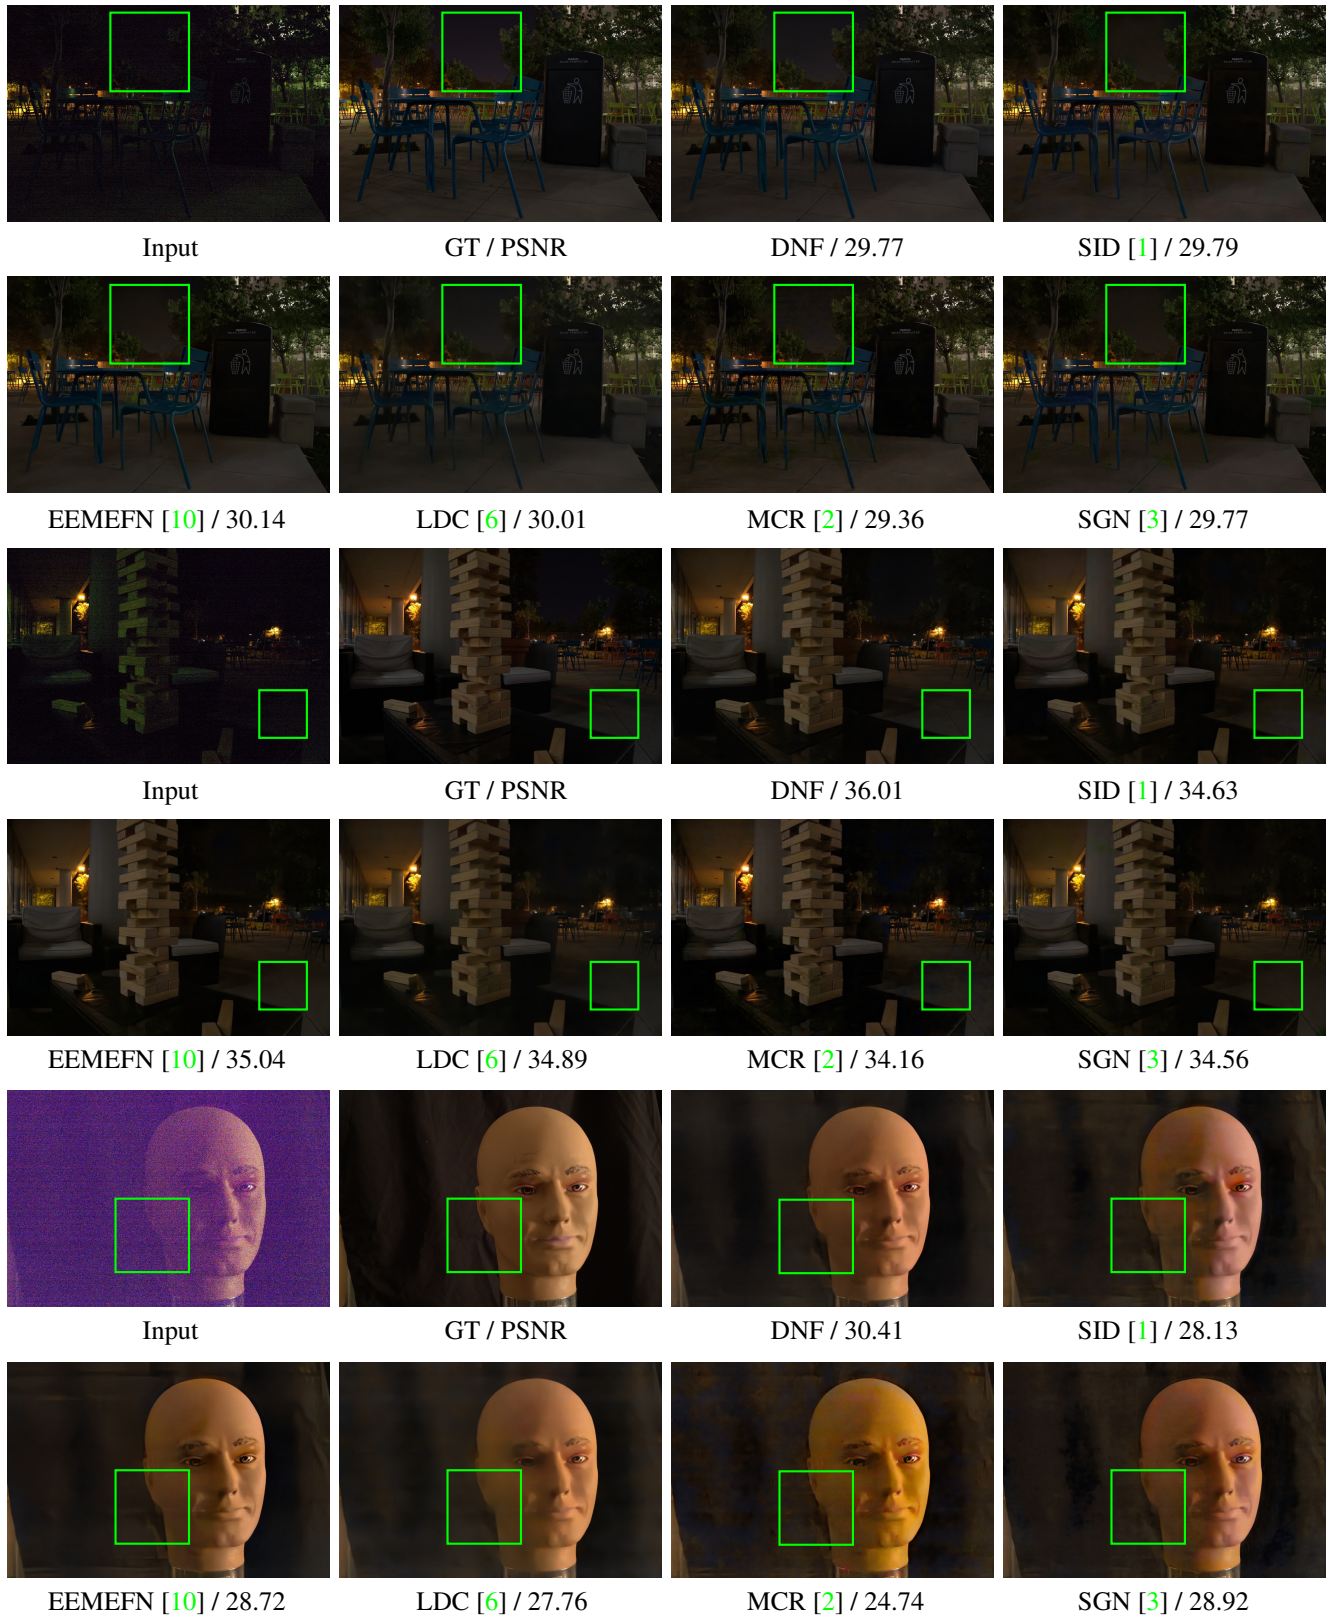 Input GT / PSNR DNF / 29.77 SID [1] / 29.79
EEMEFN [10] / 30.14 LDC [6] / 30.01 MCR [2] / 29.36 SGN [3] / 29.77
Input GT / PSNR DNF / 36.01 SID [1] / 34.63
EEMEFN [10] / 35.04 LDC [6] / 34.89 MCR [2] / 34.16 SGN [3] / 34.56
Input GT / PSNR DNF / 30.41 SID [1] / 28.13
EEMEFN [10] / 28.72 LDC [6] / 27.76 MCR [2] / 24.74 SGN [3] / 28.92